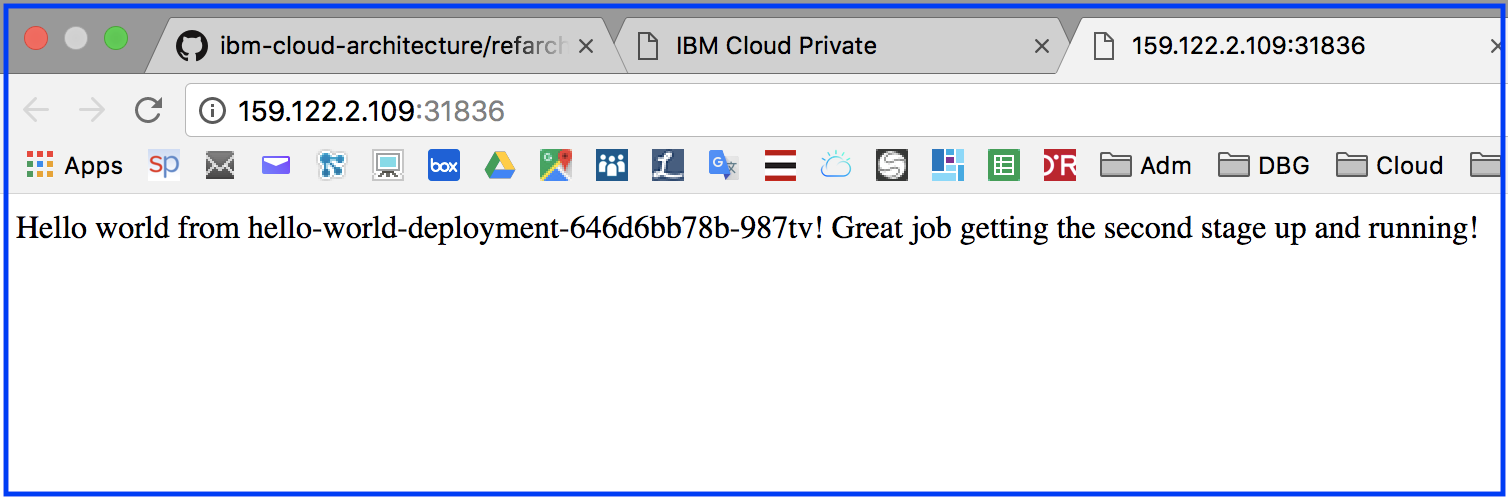 ibm-cloud-architecture/refarch
IBM Cloud Private
159.122.2.109:31836
159.122.2.109:31836
Apps
sp
box
G
L
G
Adm
DBG
Cloud
Hello world from hello-world-deployment-646d6bb78b-987tv! Great job getting the second stage up and running!